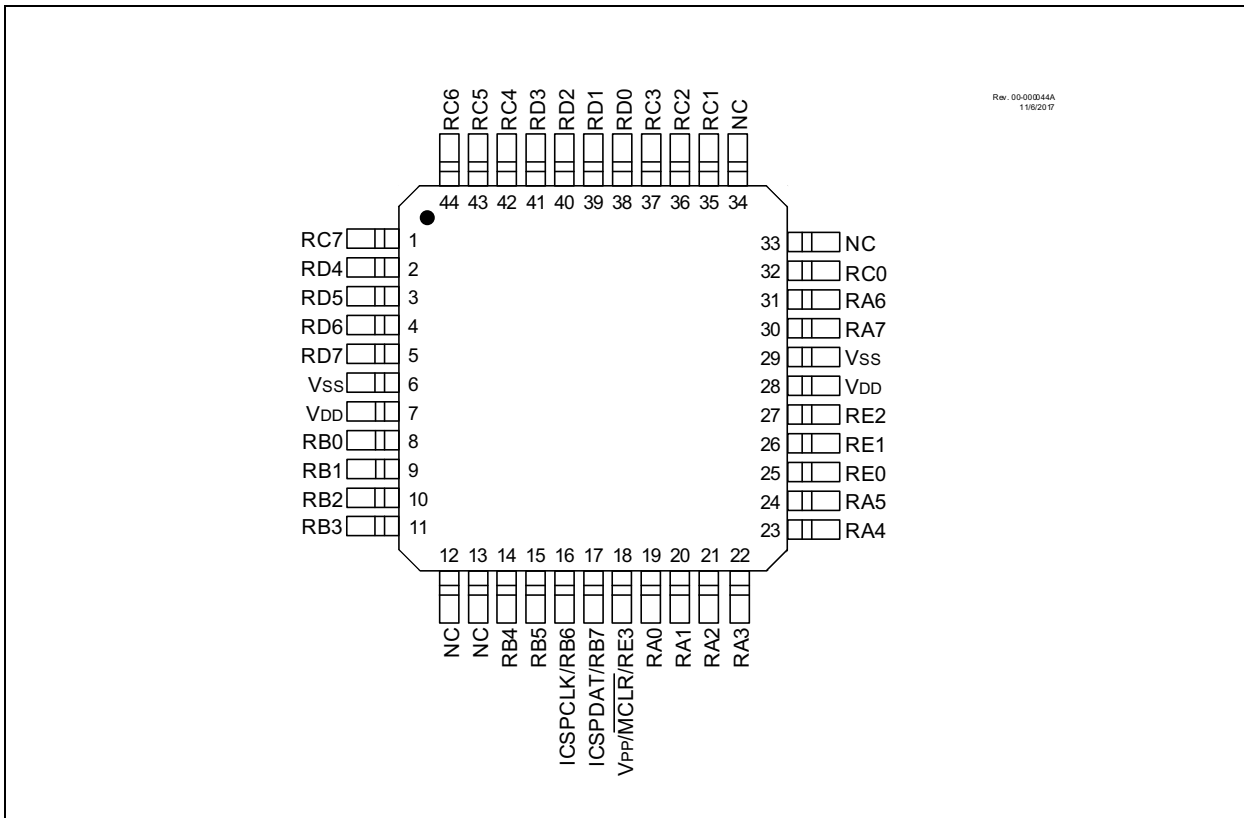 Rev. 00-000044A
11/6/2017
RC6
RC5
RC4
RD3
RD2
RD1
RD0
RC3
RC2
RC1
NC
44 43 42 41 40 39 38 37 36 35 34
RC7 1
RD4 2
RD5 3
RD6 4
RD7 5
VSS 6
VDD 7
RB0 8
RB1 9
RB2 10
RB3 11
33 NC
32 RC0
31 RA6
30 RA7
29 VSS
28 VDD
27 RE2
26 RE1
25 RE0
24 RA5
23 RA4
12 13 14 15 16 17 18 19 20 21 22
NC
NC
RB4
RB5
ICSPCLK/RB6
ICSPDAT/RB7
VPP/MCLR/RE3
RA0
RA1
RA2
RA3